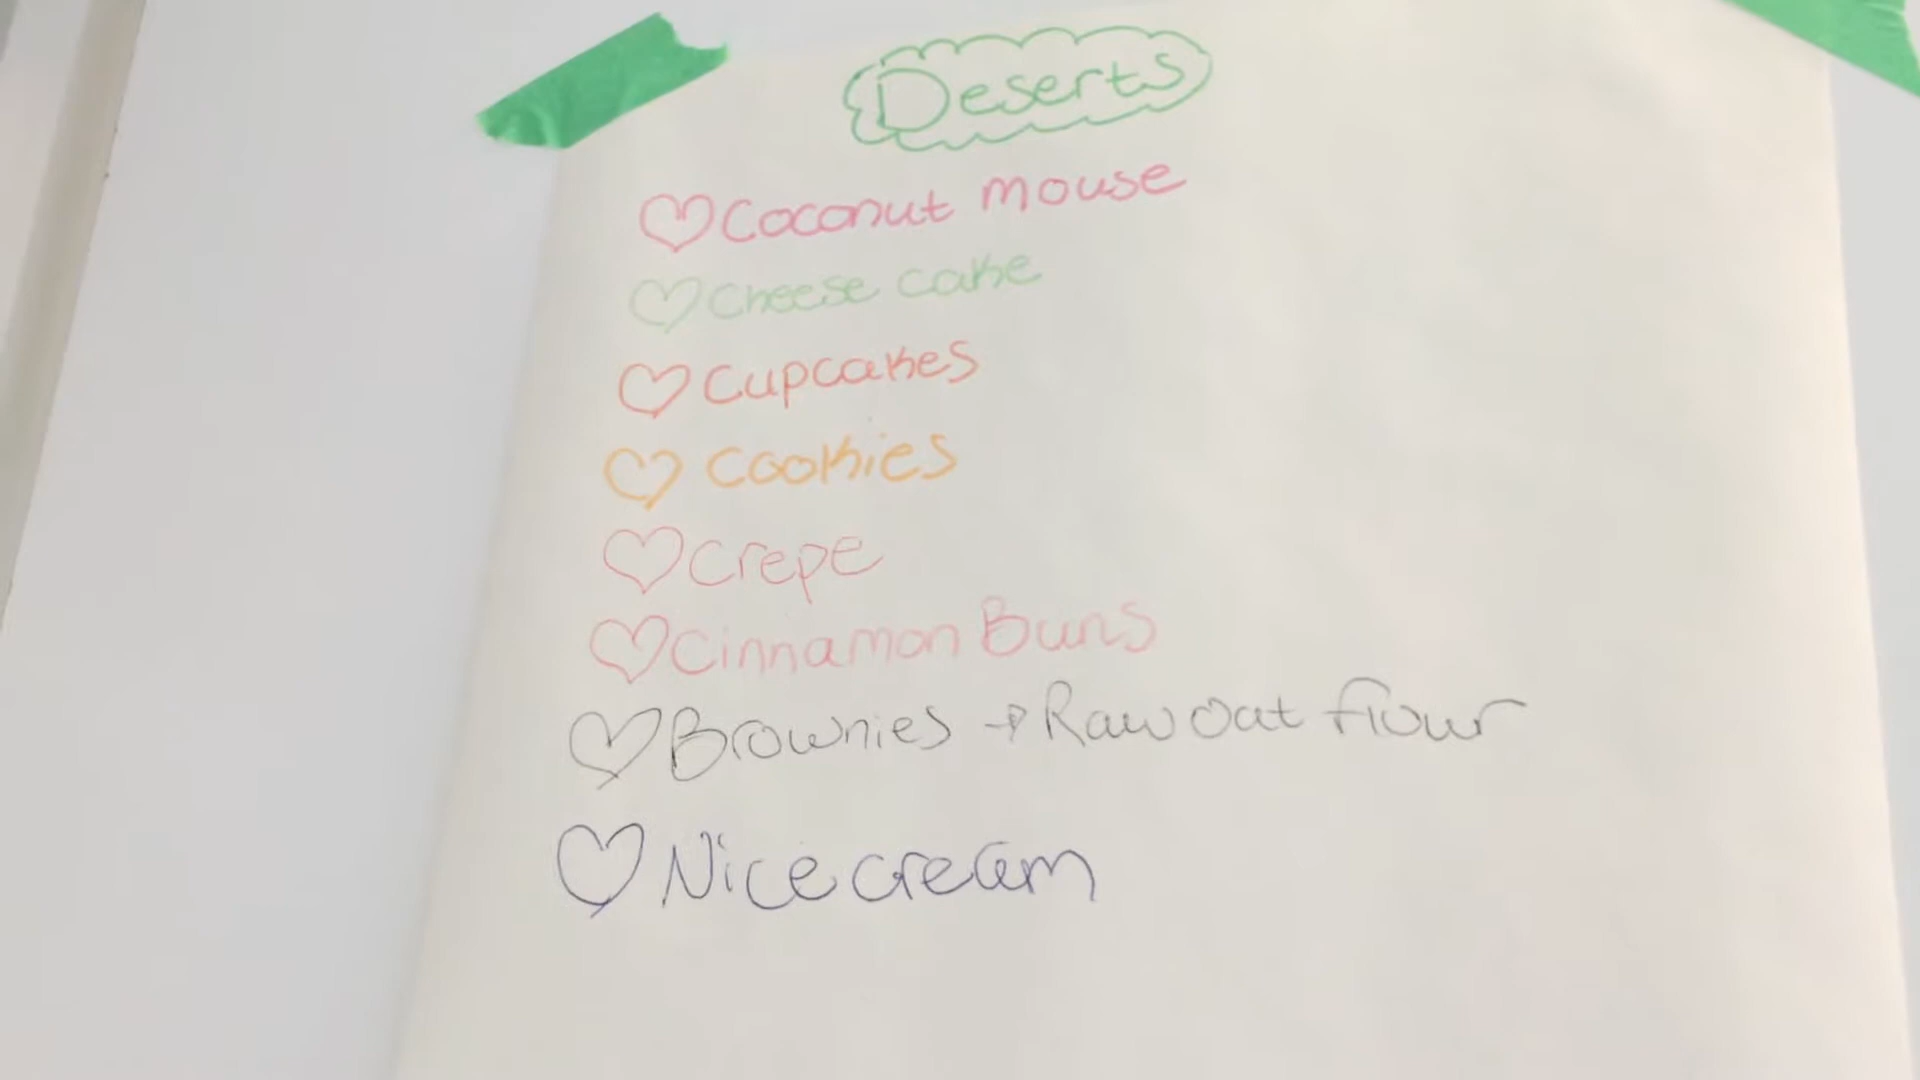 Deserts
♡ Coconut mouse
♡ Cheese cake
♡ Cupcakes
♡ Cookies
♡ Crepe
♡ Cinnamon Buns
♡ Brownies → Raw oat flour
♡ Nice cream